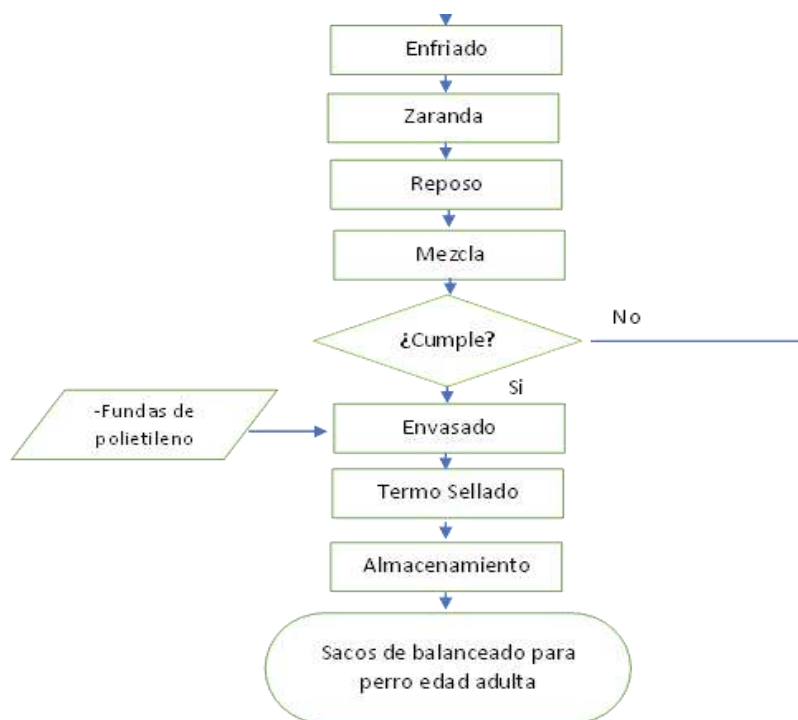 Enfriado
Zaranda
Reposo
Mezcla
¿Cumple?
No
Si
-Fundas de
polietileno
Envasado
Termo Sellado
Almacenamiento
Sacos de balanceado para
perro edad adulta